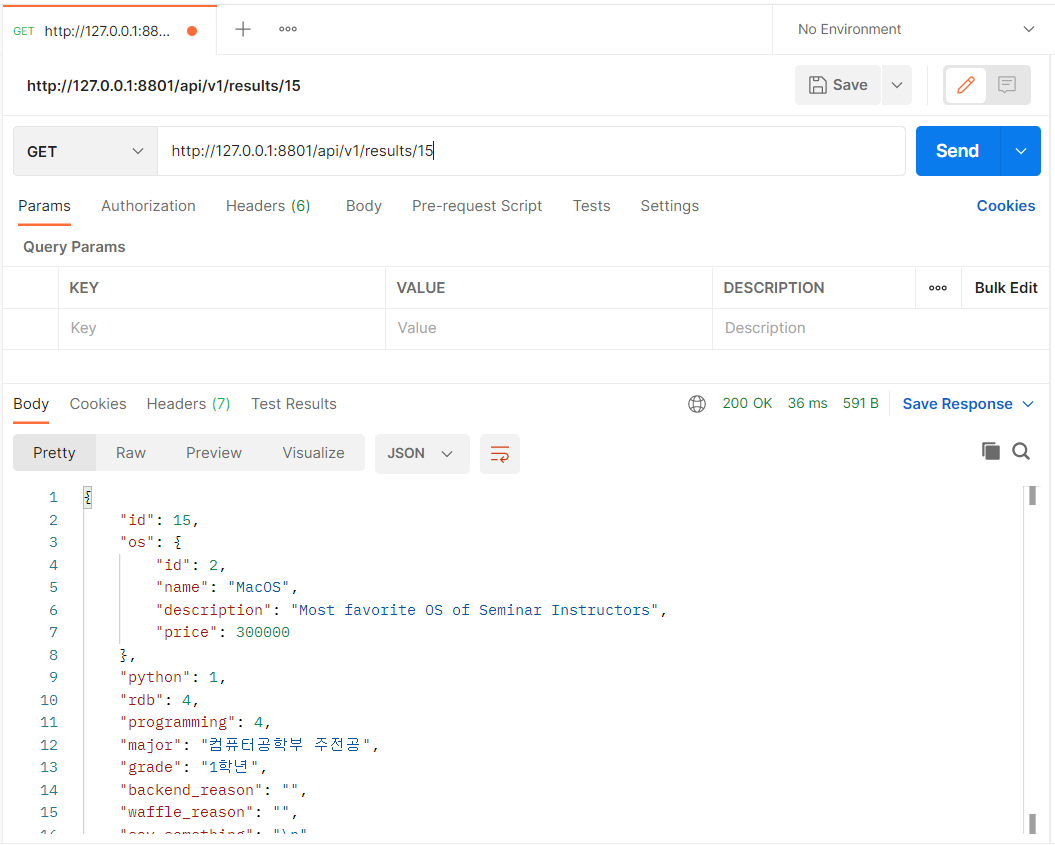 GET http://127.0.0.1:88... No Environment
http://127.0.0.1:8801/api/v1/results/15 Save
GET http://127.0.0.1:8801/api/v1/results/15 Send
Params Authorization Headers (6) Body Pre-request Script Tests Settings Cookies
Query Params
KEY VALUE DESCRIPTION Bulk Edit
Key Value Description
Body Cookies Headers (7) Test Results 200 OK 36 ms 591 B Save Response
Pretty Raw Preview Visualize JSON
1 {
2 "id": 15,
3 "os": {
4 "id": 2,
5 "name": "MacOS",
6 "description": "Most favorite OS of Seminar Instructors",
7 "price": 300000
8 },
9 "python": 1,
10 "rdb": 4,
11 "programming": 4,
12 "major": "컴퓨터공학부 주전공",
13 "grade": "1학년",
14 "backend_reason": "",
15 "waffle_reason": "",
16 "say_something": "\n"